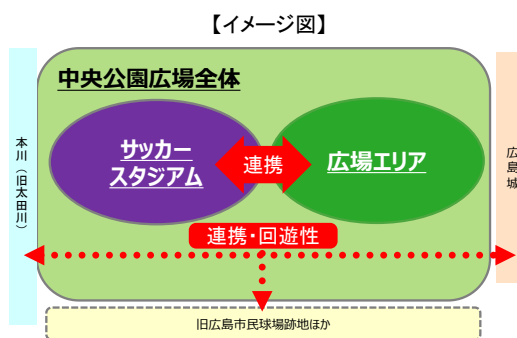 【イメージ図】
中央公園広場全体
サッカー
スタジアム
連携
広場エリア
本川（旧太田川）
広島城
連携・回遊性
旧広島市民球場跡地ほか